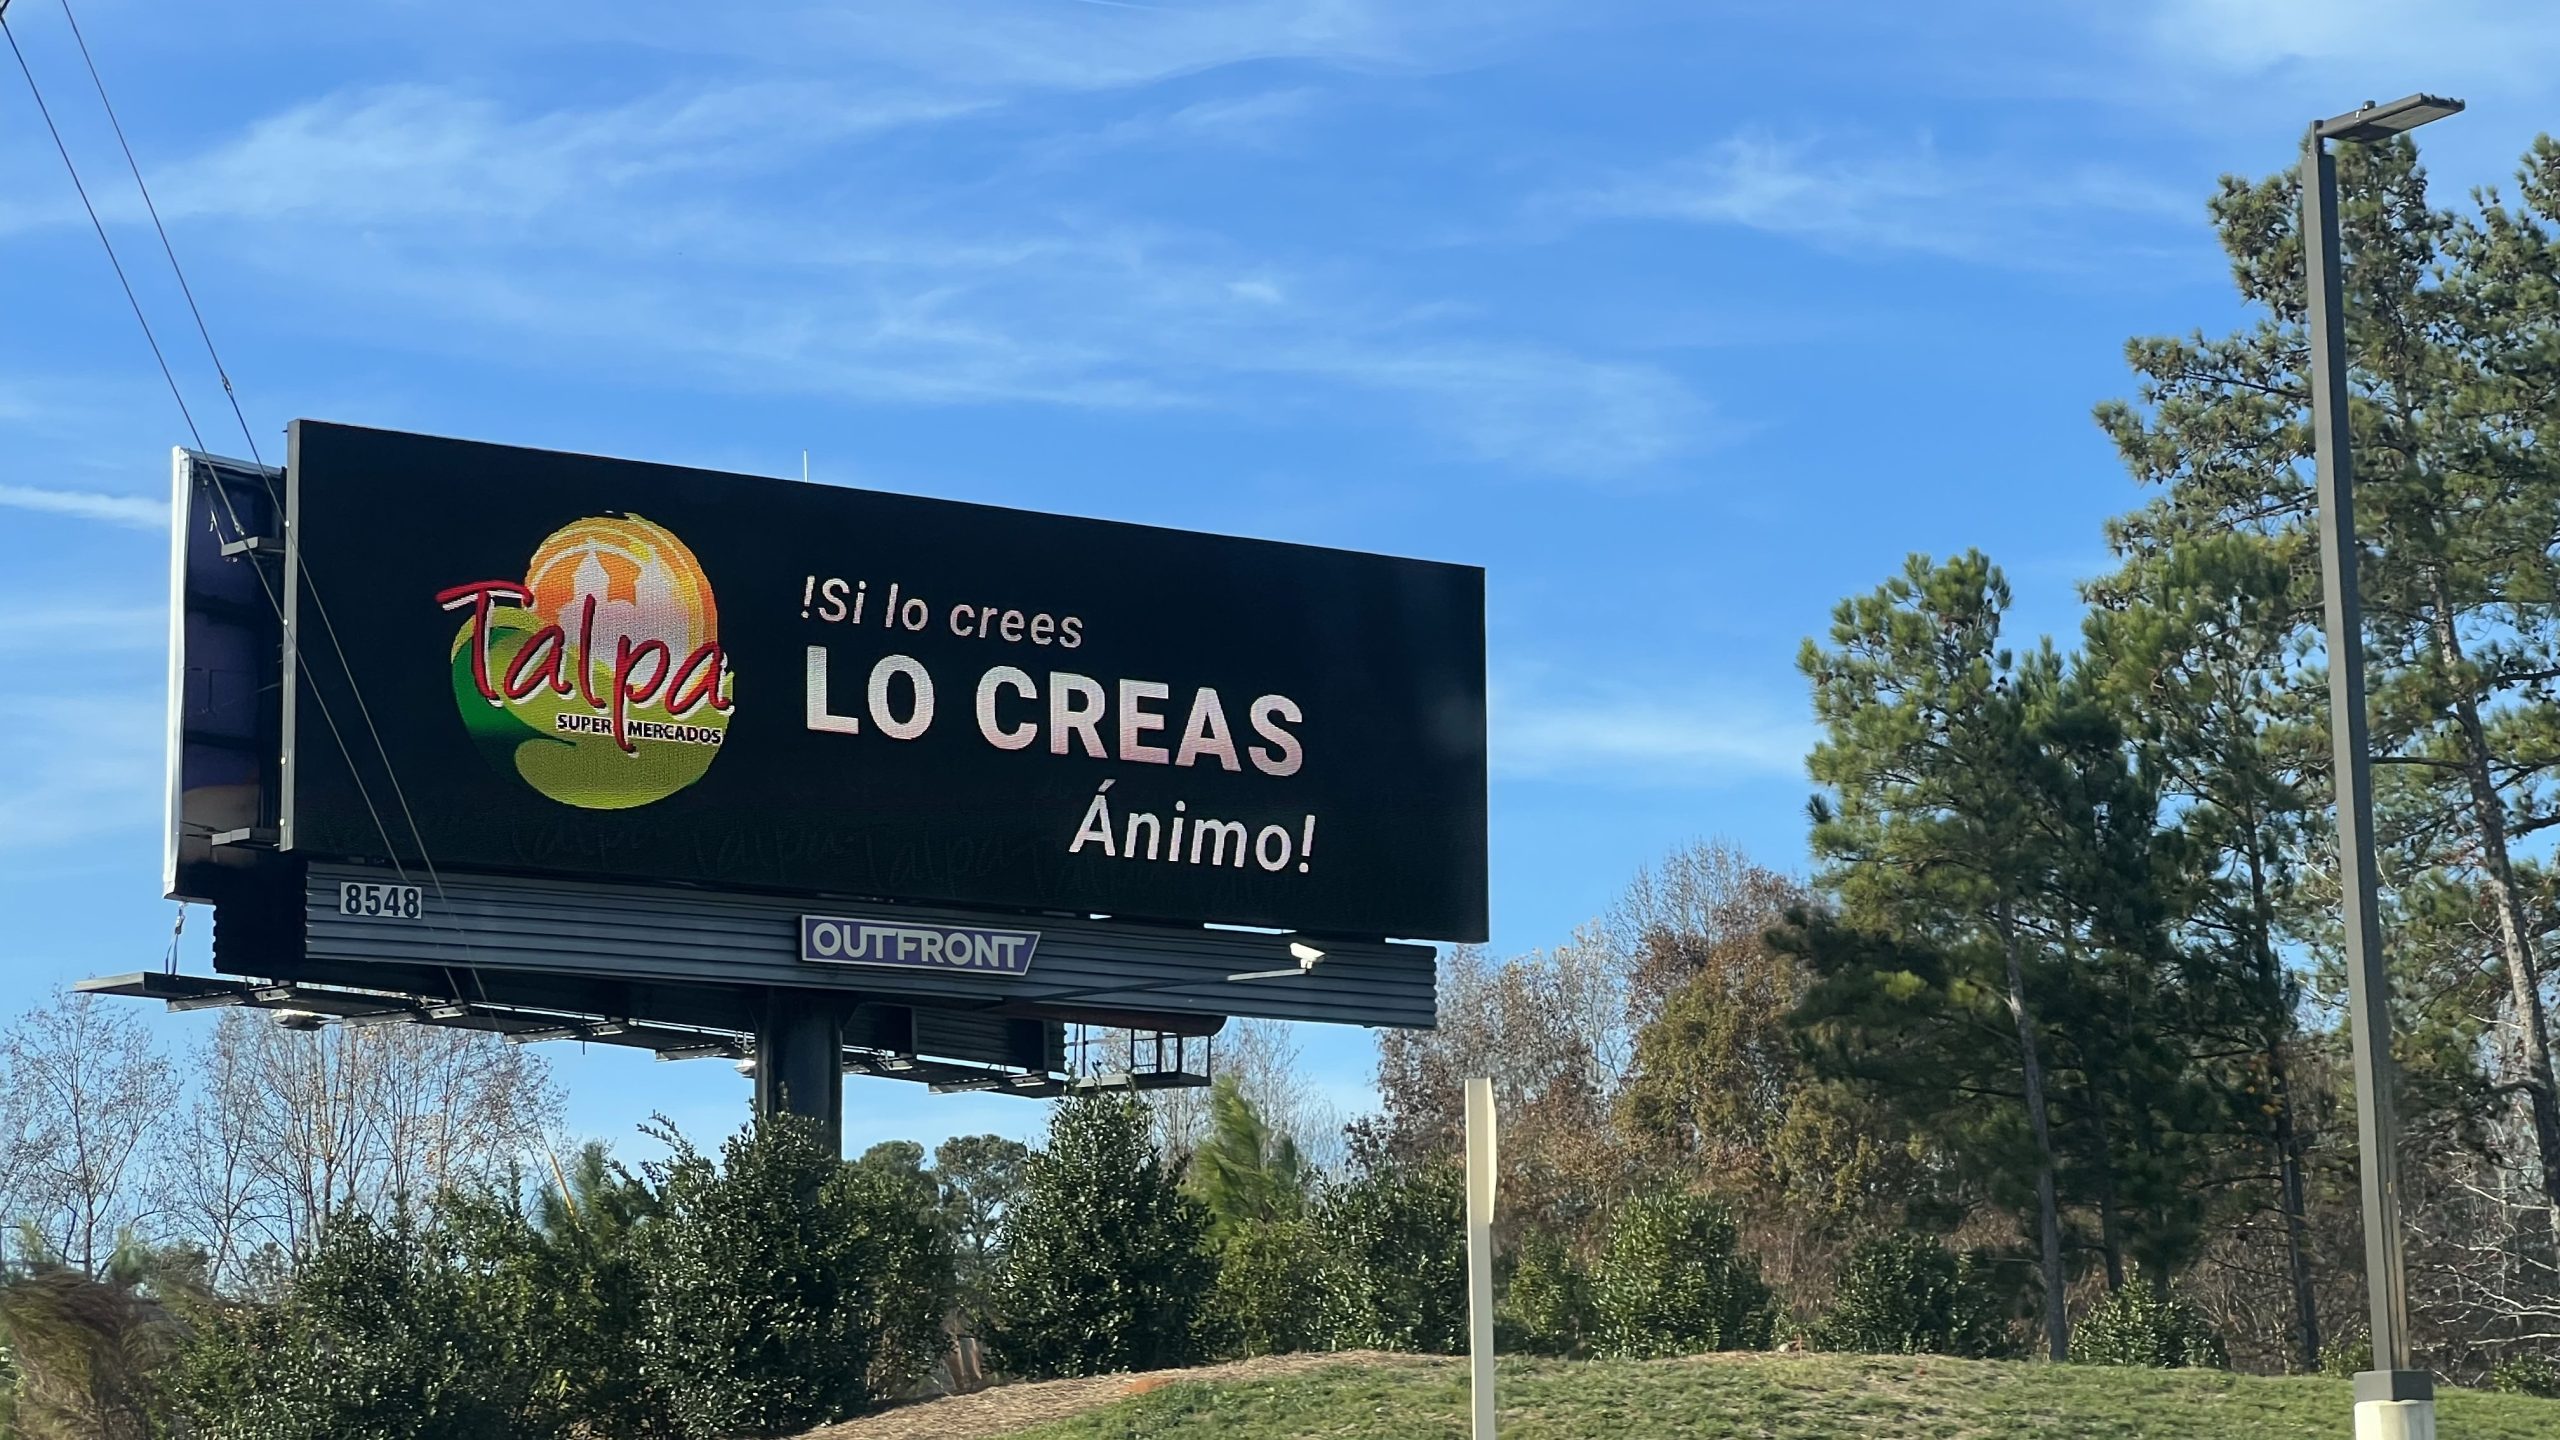 Talpa
SUPER MERCADOS
!Si lo crees
LO CREAS
Ánimo!
8548
OUTFRONT